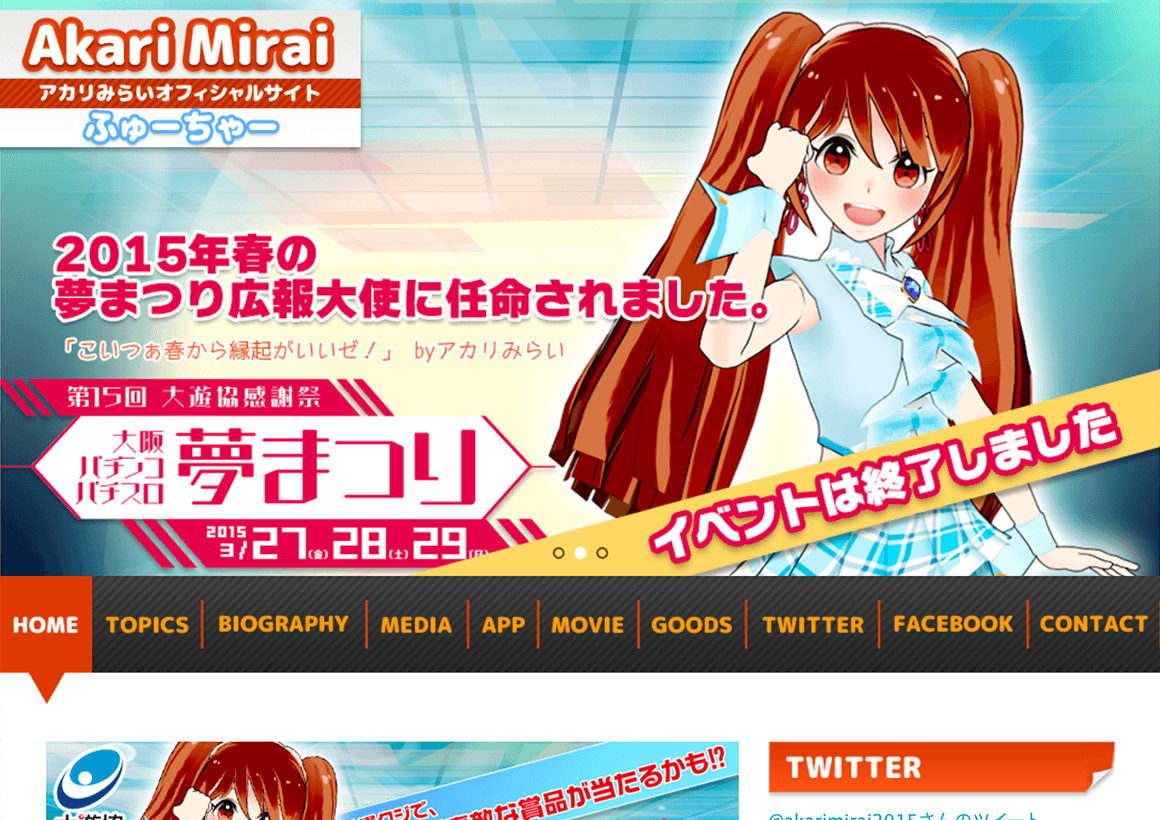 Akari Mirai
アカリみらいオフィシャルサイト
ふゅーちゃー
2015年春の
夢まつり広報大使に任命されました。
「こいつぁ春から縁起がいいゼ！」 byアカリみらい
第15回 大遊協感謝祭
大阪
パチンコ
パチスロ
夢まつり
2015
3/27(金)28(土)29(日)
イベントは終了しました
HOME
TOPICS
BIOGRAPHY
MEDIA
APP
MOVIE
GOODS
TWITTER
FACEBOOK
CONTACT
敵な賞品が当たるかも!?
TWITTER
@akarimirai2015さんのツイート